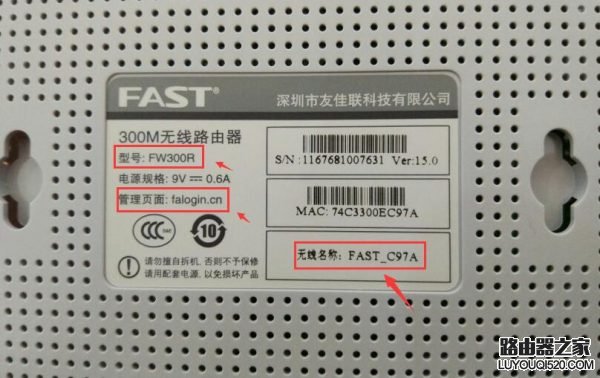 FAST®
深圳市友佳联科技有限公司
300M无线路由器
型号: FW300R
电源规格: 9V ⎓ 0.6A
管理页面: falogin.cn
CCC S&E
10
请勿擅自拆机, 否则不予保修
请用配套电源, 以免损坏产品
S/N:1167681007631 Ver:15.0
MAC: 74C3300EC97A
无线名称: FAST_C97A
路由器之家
LUYOUQI520.COM